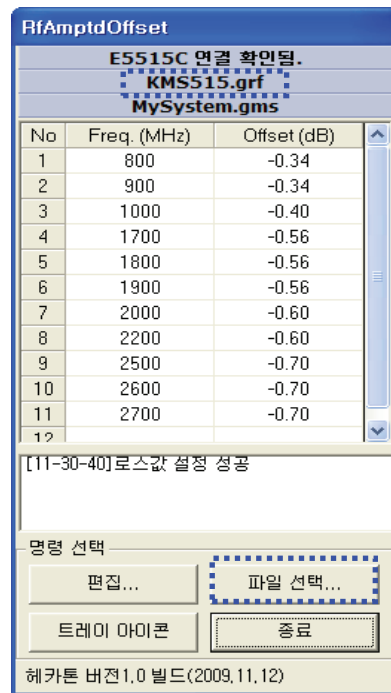 RfAmptdOffset
E5515C 연결 확인됨.
KMS515.grf
MySystem.gms
No Freq. (MHz) Offset (dB)
1 800 -0.34
2 900 -0.34
3 1000 -0.40
4 1700 -0.56
5 1800 -0.56
6 1900 -0.56
7 2000 -0.60
8 2200 -0.60
9 2500 -0.70
10 2600 -0.70
11 2700 -0.70
12
[11-30-40]로스값 설정 성공
명령 선택
편집... 파일 선택...
트레이 아이콘 종료
헤카톤 버전1.0 빌드(2009.11.12)